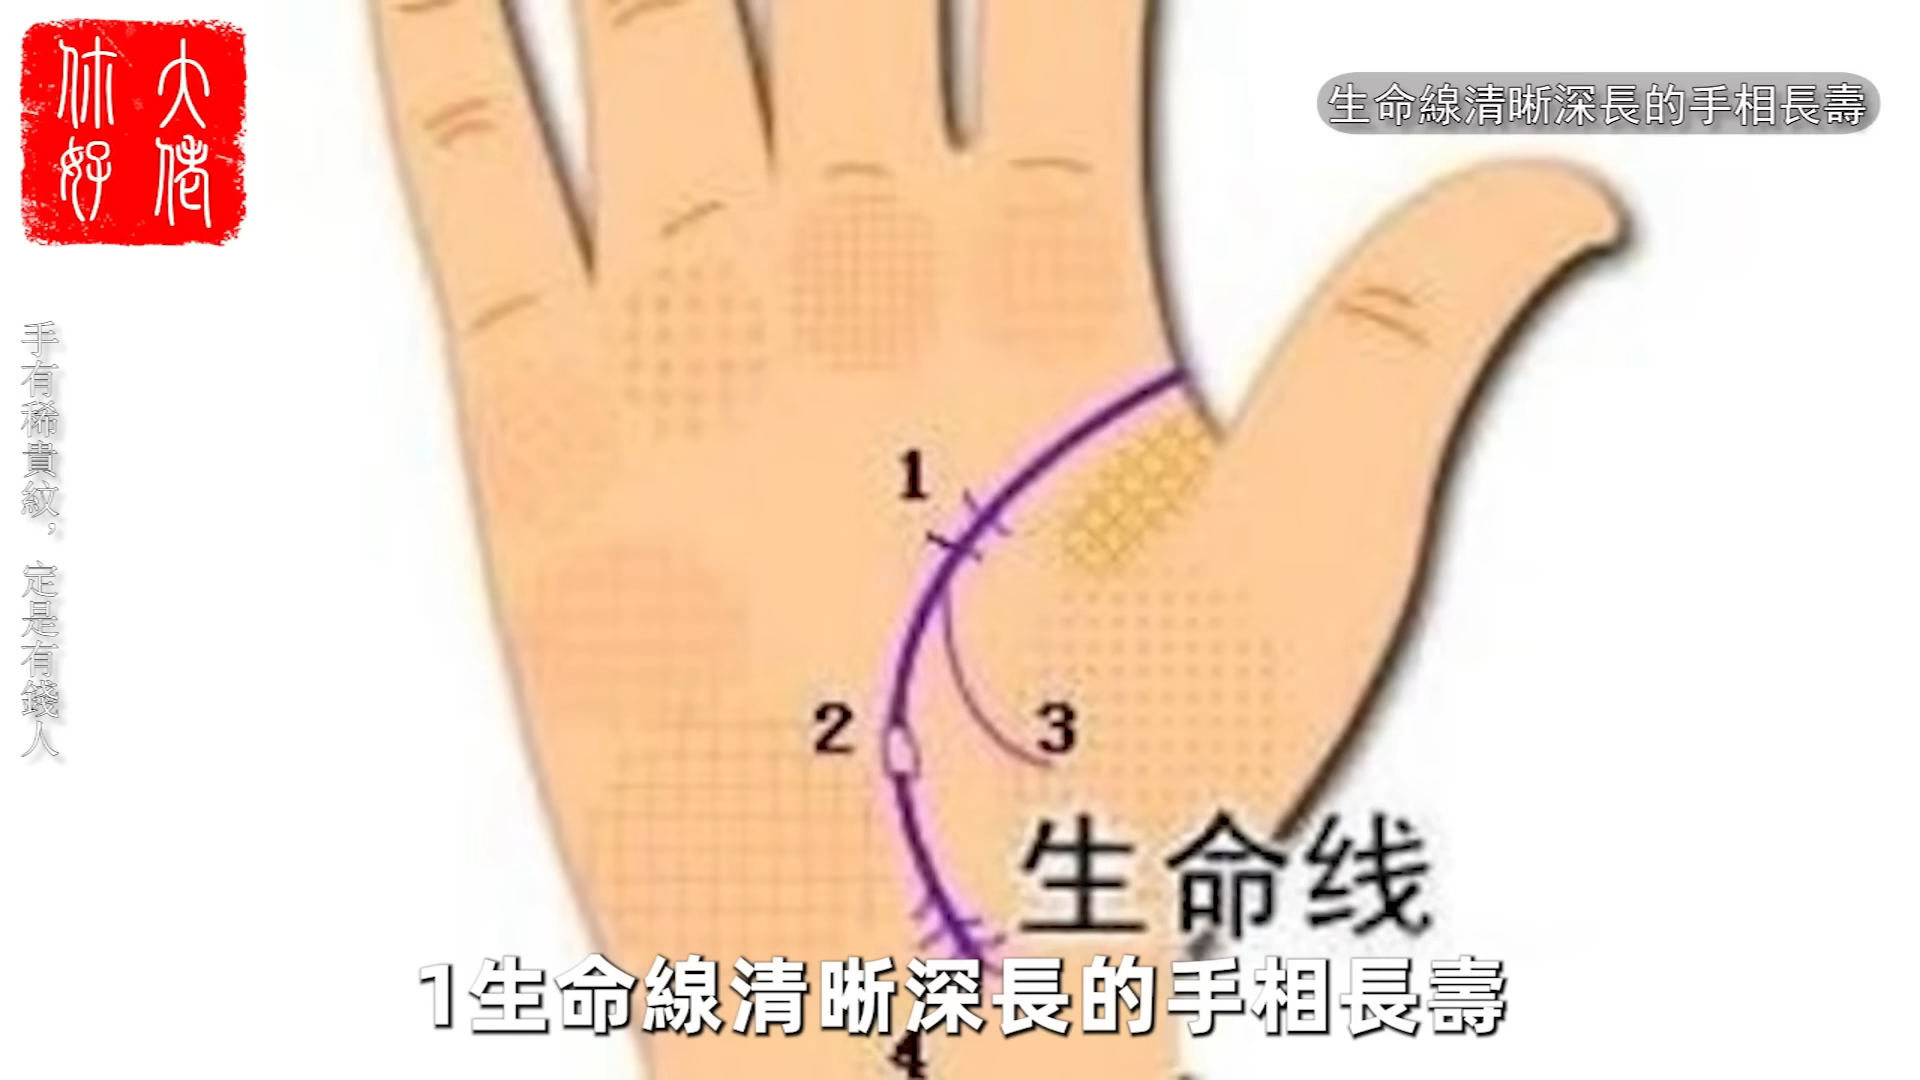 大佬
你好
生命線清晰深長的手相長壽
手有稀貴紋，定是有錢人
1
2
3
生命线
1生命線清晰深長的手相長壽
4